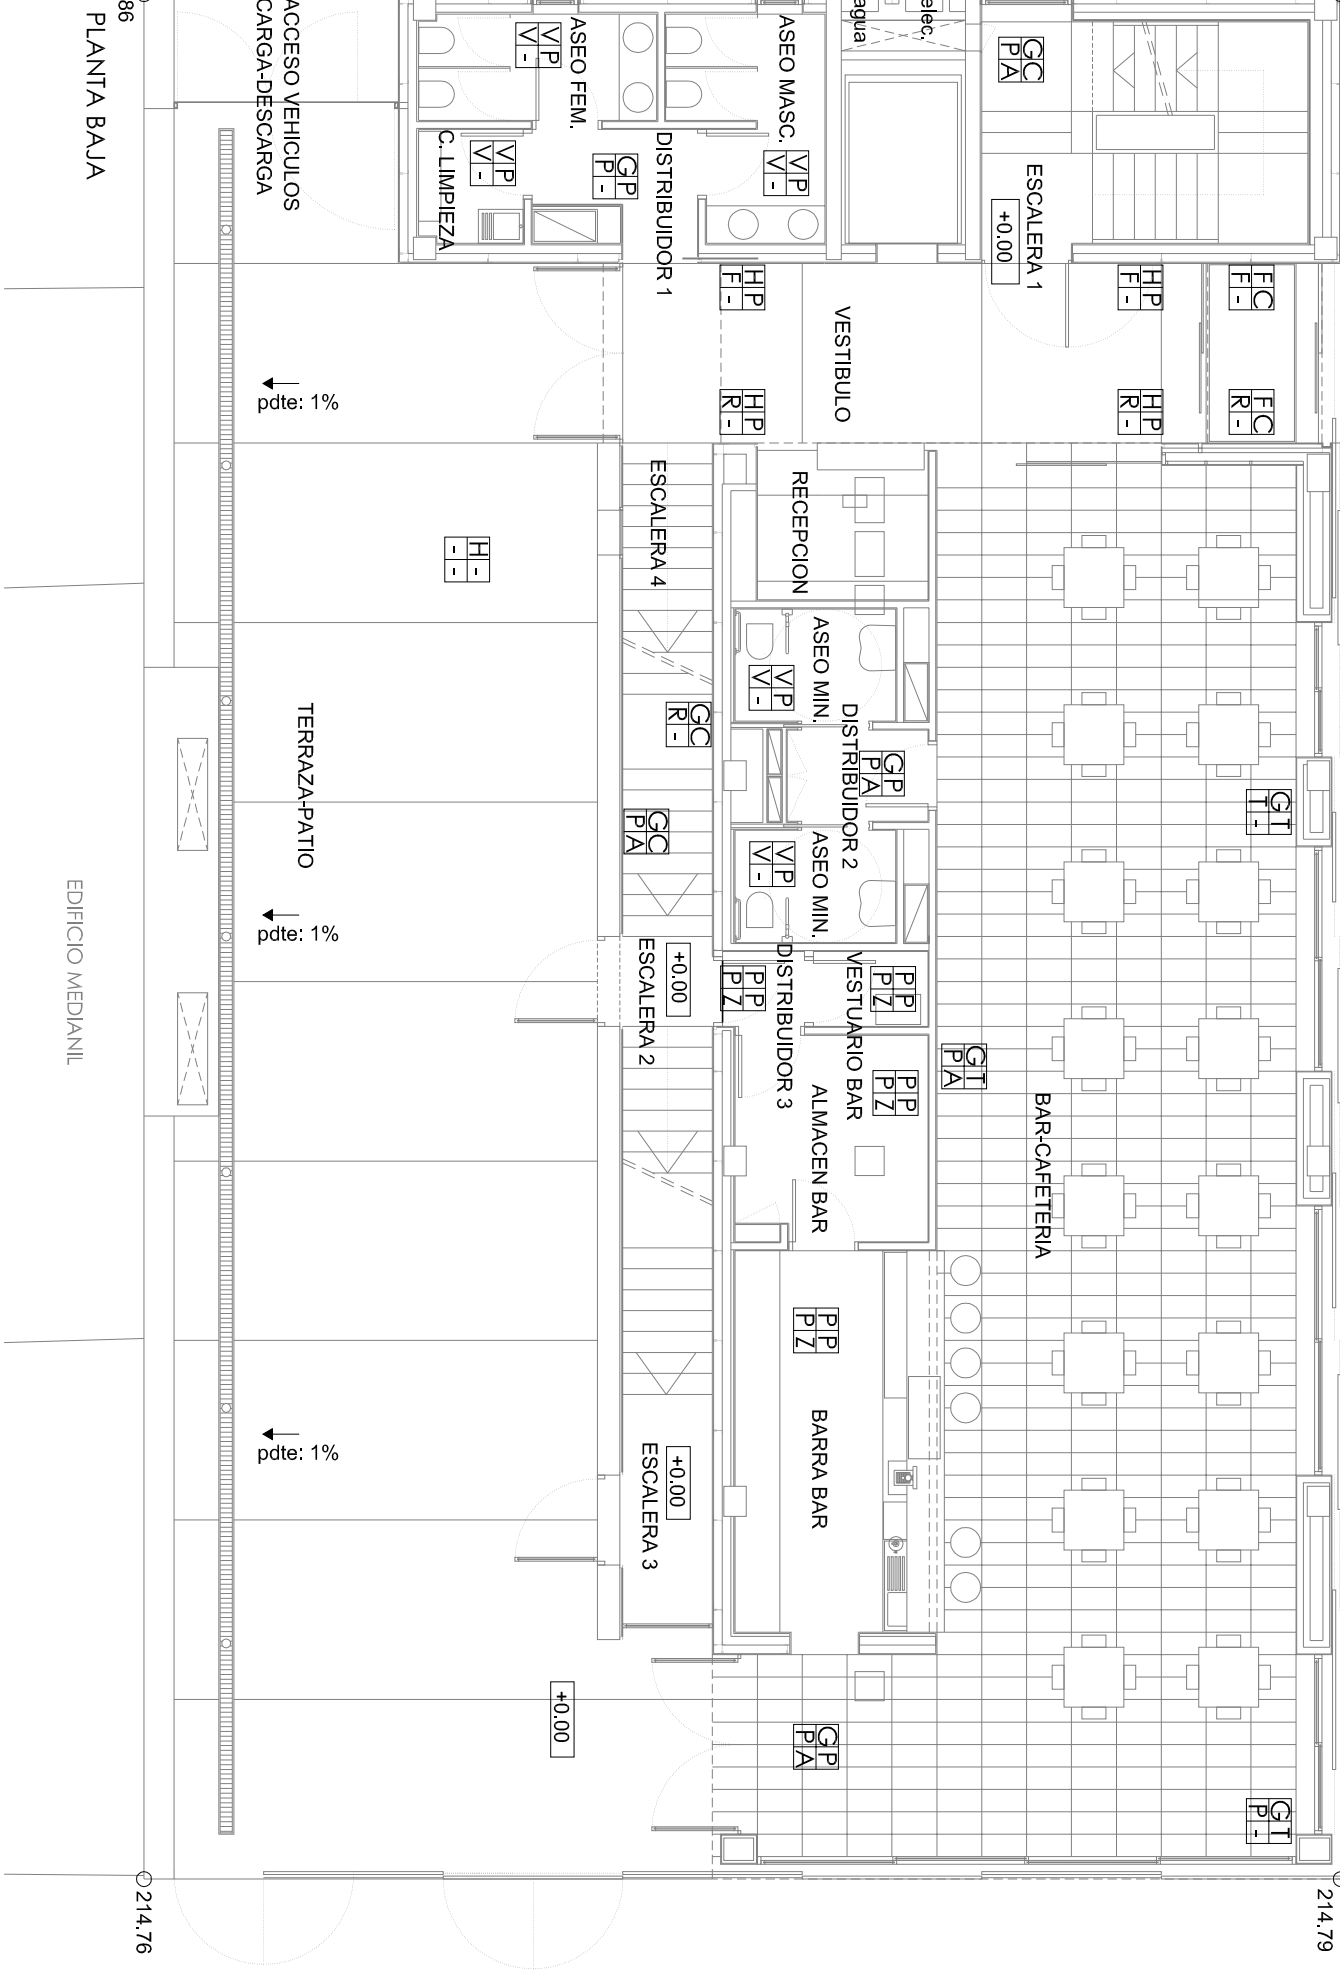 214.79
FC
F-
FC
R-
GT
T-
GT
P-
HP
F-
HP
R-
BAR-CAFETERIA
ESCALERA 1
+0.00
GC
PA
GT
PA
elec.
agua
VESTIBULO
RECEPCION
ASEO MASC.
VP
V-
HP
F-
HP
R-
ASEO MIN.
VP
V-
DISTRIBUIDOR 2
GP
PA
ASEO MIN.
VP
V-
VESTUARIO BAR
PP
PZ
DISTRIBUIDOR 3
PP
PZ
ALMACEN BAR
PP
PZ
BARRA BAR
PP
PZ
GP
PA
DISTRIBUIDOR 1
GP
P-
ASEO FEM.
VP
V-
C. LIMPIEZA
VP
V-
ESCALERA 4
GC
R-
GC
PA
ESCALERA 2
+0.00
ESCALERA 3
+0.00
H-
--
+0.00
ACCESO VEHICULOS
CARGA-DESCARGA
TERRAZA-PATIO
pdte: 1%
pdte: 1%
pdte: 1%
86
214.76
PLANTA BAJA
EDIFICIO MEDIANIL